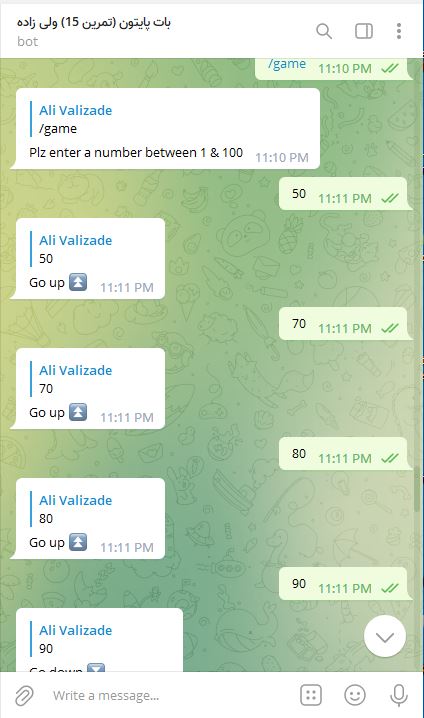 بات پایتون (تمرین 15) ولی زاده
bot
/game 11:10 PM
Ali Valizade
/game
Plz enter a number between 1 & 100 11:10 PM
50 11:11 PM
Ali Valizade
50
Go up ⏫ 11:11 PM
70 11:11 PM
Ali Valizade
70
Go up ⏫ 11:11 PM
80 11:11 PM
Ali Valizade
80
Go up ⏫ 11:11 PM
90 11:11 PM
Ali Valizade
90
Go down ⏬
Write a message...